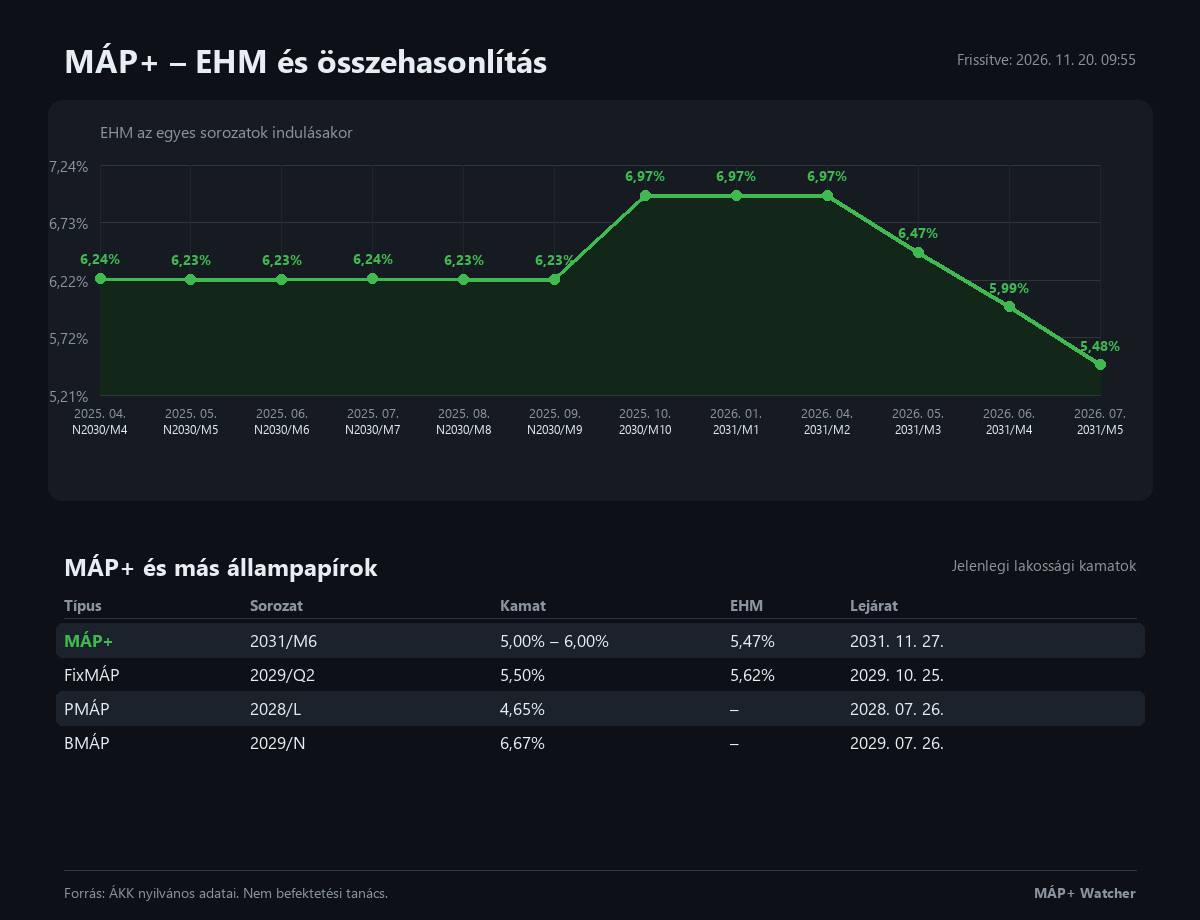 MÁP+ – EHM és összehasonlítás
Frissítve: 2026. 11. 20. 09:55
EHM az egyes sorozatok indulásakor
7,24%
6,73%
6,22%
5,72%
5,21%
6,24% 6,23% 6,23% 6,24% 6,23% 6,23% 6,97% 6,97% 6,97% 6,47% 5,99% 5,48%
2025. 04. 2025. 05. 2025. 06. 2025. 07. 2025. 08. 2025. 09. 2025. 10. 2026. 01. 2026. 04. 2026. 05. 2026. 06. 2026. 07.
N2030/M4 N2030/M5 N2030/M6 N2030/M7 N2030/M8 N2030/M9 2030/M10 2031/M1 2031/M2 2031/M3 2031/M4 2031/M5
MÁP+ és más állampapírok
Jelenlegi lakossági kamatok
Típus Sorozat Kamat EHM Lejárat
MÁP+ 2031/M6 5,00% – 6,00% 5,47% 2031. 11. 27.
FixMÁP 2029/Q2 5,50% 5,62% 2029. 10. 25.
PMÁP 2028/L 4,65% – 2028. 07. 26.
BMÁP 2029/N 6,67% – 2029. 07. 26.
Forrás: ÁKK nyilvános adatai. Nem befektetési tanács.
MÁP+ Watcher